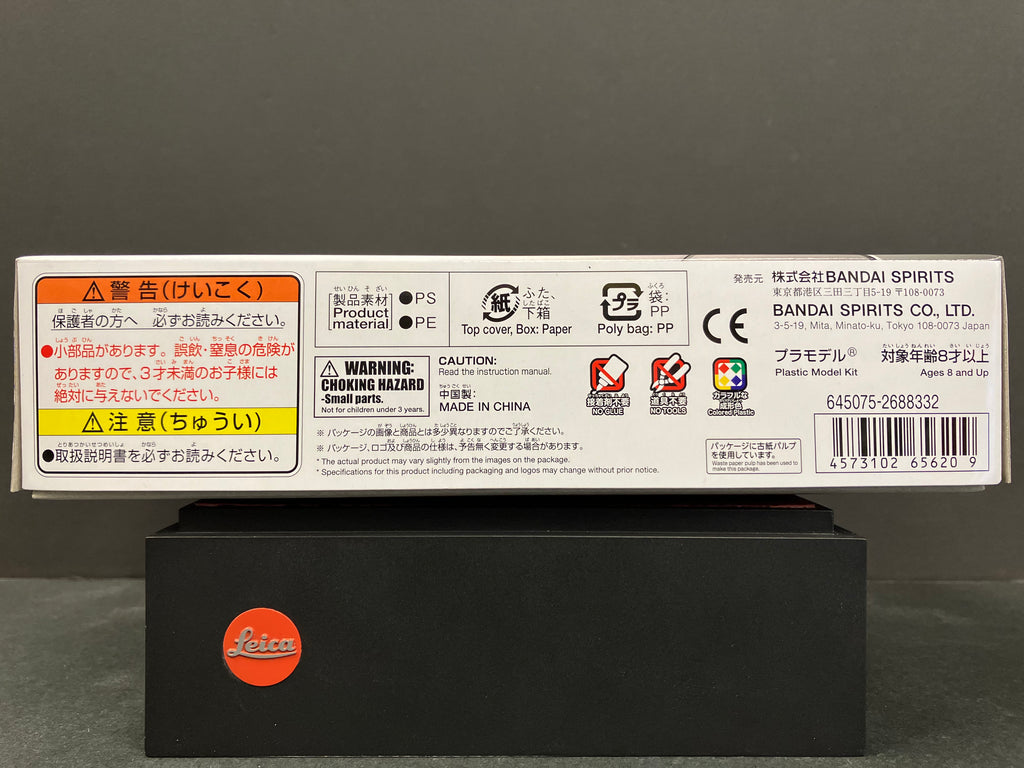 警告(けいこく)
保護者の方へ 必ずお読みください。
●小部品があります。誤飲・窒息の危険が
ありますので、3才未満のお子様には
絶対に与えないでください。
注意(ちゅうい)
●取扱説明書を必ずお読みください。
せいひん そざい
[製品素材
Product
material]
●PS
●PE
紙
ふた、
下箱
Top cover, Box: Paper
プラ
袋:
PP
Poly bag: PP
WARNING:
CHOKING HAZARD
-Small parts.
Not for children under 3 years.
CAUTION:
Read the instruction manual.
中国製:
MADE IN CHINA
接着剤不要
NO GLUE
道具不要
NO TOOLS
カラフルな
成形色
Colored Plastic
※ パッケージの画像と商品とは多少異なりますのでご了承ください。
※ パッケージ、ロゴ及び商品の仕様は、予告無く変更する場合があります。
* The actual product may vary slightly from the images on the package.
* Specifications for this product including packaging and logos may change without prior notice.
パッケージに古紙パルプ
を使用しています。
Waste paper pulp has been used to
make this package.
CE
発売元 株式会社BANDAI SPIRITS
東京都港区三田三丁目5-19 〒108-0073
BANDAI SPIRITS CO., LTD.
3-5-19, Mita, Minato-ku, Tokyo 108-0073 Japan
プラモデル® 対象年齢8才以上
Plastic Model Kit Ages 8 and Up
645075-2688332
4573102 65620 9
Leica